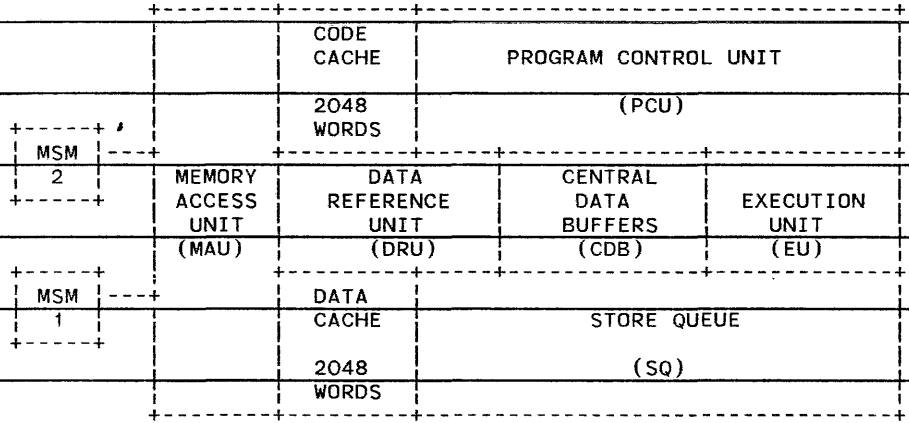 CODE
CACHE PROGRAM CONTROL UNIT
2048 (PCU)
WORDS
MSM
2 MEMORY DATA CENTRAL
ACCESS REFERENCE DATA EXECUTION
UNIT UNIT BUFFERS UNIT
(MAU) (DRU) (CDB) (EU)
MSM DATA
1 CACHE STORE QUEUE
2048 (SQ)
WORDS